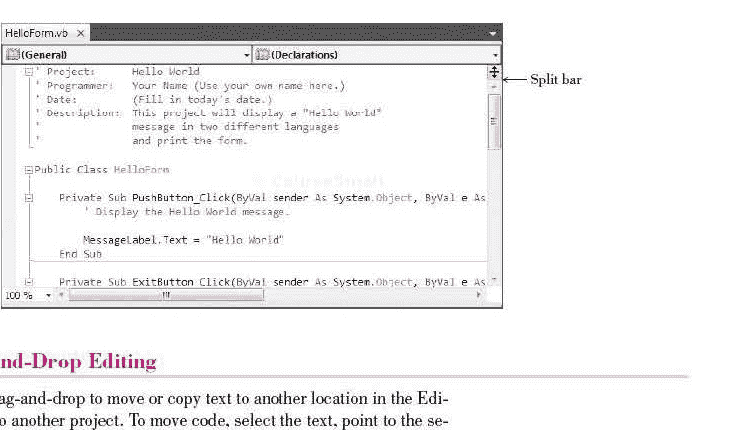 HelloForm.vb ×
(General) (Declarations)
' Project: Hello World
' Programmer: Your Name (Use your own name here.)
' Date: (Fill in today's date.)
' Description: This project will display a "Hello World"
' message in two different languages
' and print the form.
Split bar
Public Class HelloForm
Private Sub PushButton_Click(ByVal sender As System.Object, ByVal e As
' Display the Hello World message.
MessageLabel.Text = "Hello World"
End Sub
Private Sub ExitButton_Click(ByVal sender As System.Object, ByVal e As
100 %
nd-Drop Editing
ag-and-drop to move or copy text to another location in the Edi-
o another project. To move code, select the text, point to the se-